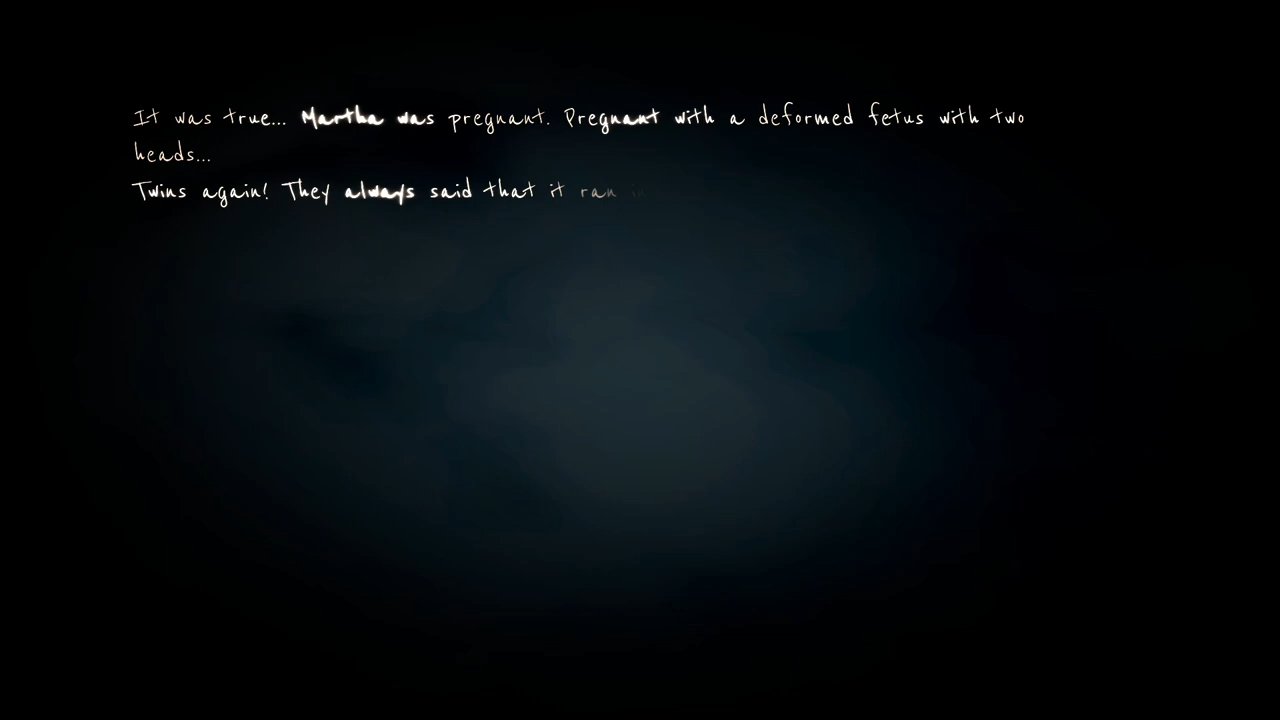 It was true... Martha was pregnant. Pregnant with a deformed fetus with two
heads...
Twins again! They always said that it ran